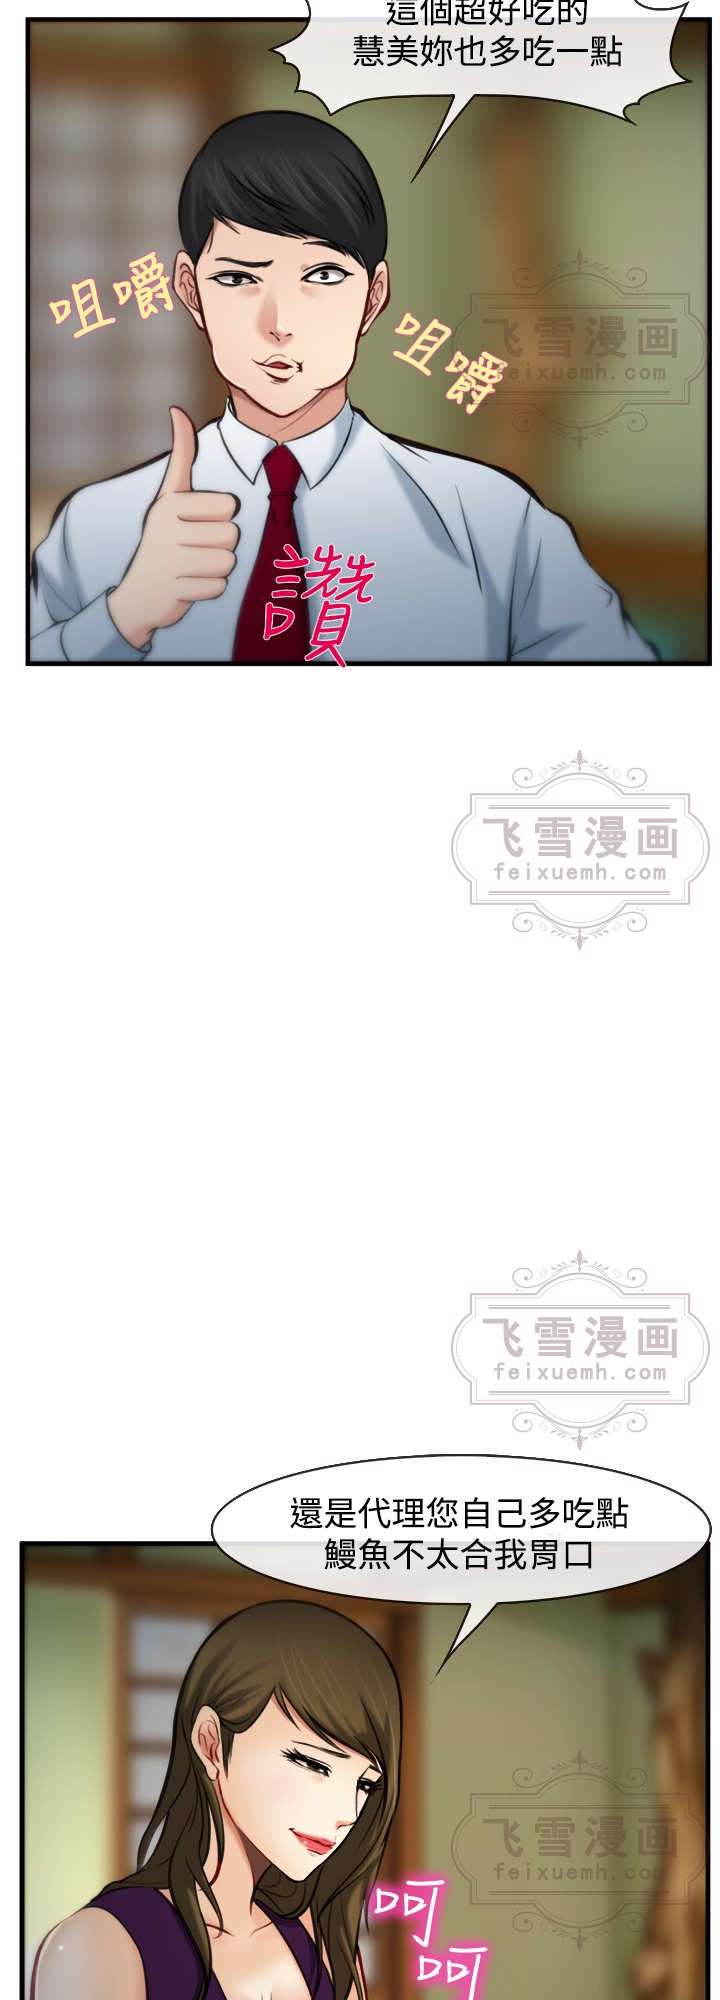 這個超好吃的
慧美妳也多吃一點
咀嚼
咀嚼
飞雪漫画
feixuemh.com
讚
飞雪漫画
feixuemh.com
飞雪漫画
feixuemh.com
還是代理您自己多吃點
鰻魚不太合我胃口
飞雪漫画
feixuemh.com
呵
呵